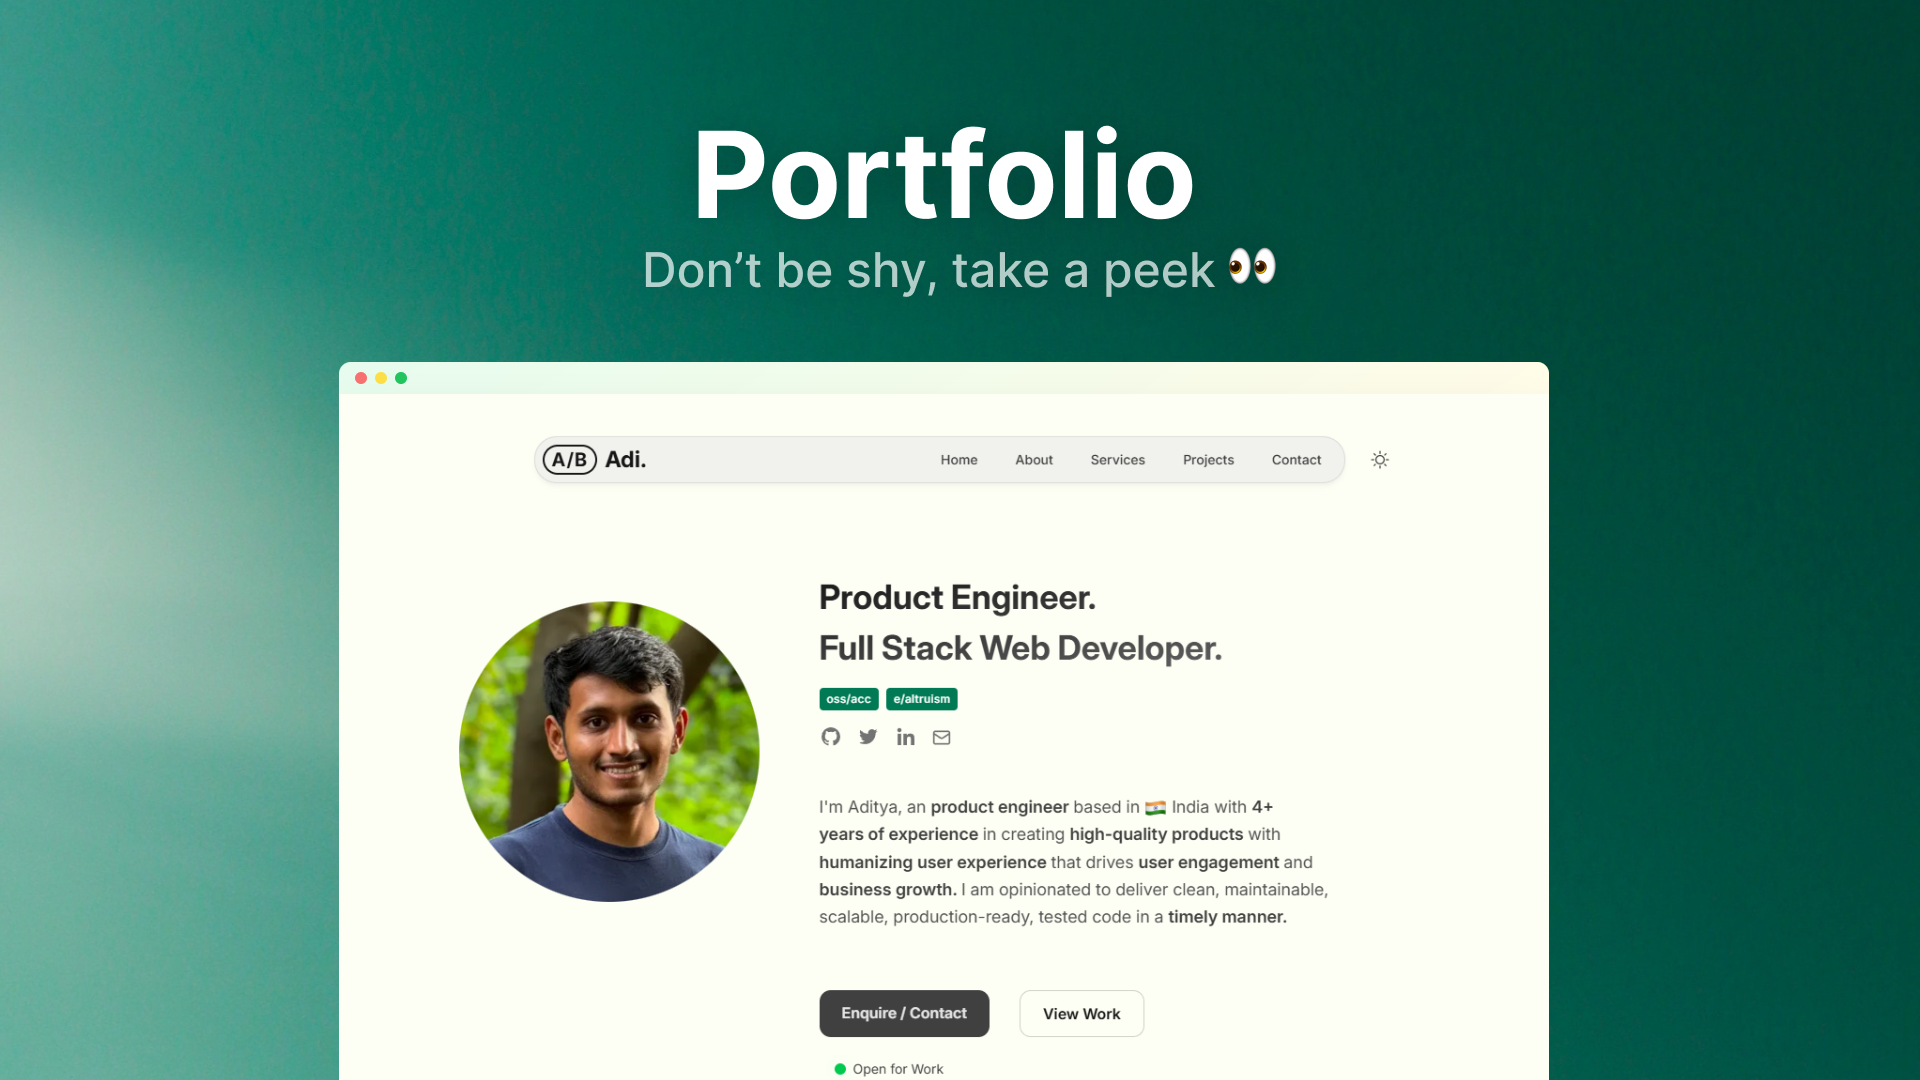 Portfolio
Don’t be shy, take a peek 👀
A/B Adi. Home About Services Projects Contact
Product Engineer.
Full Stack Web Developer.
oss/acc e/altruism
I'm Aditya, an product engineer based in 🇮🇳 India with 4+
years of experience in creating high-quality products with
humanizing user experience that drives user engagement and
business growth. I am opinionated to deliver clean, maintainable,
scalable, production-ready, tested code in a timely manner.
Enquire / Contact View Work
Open for Work